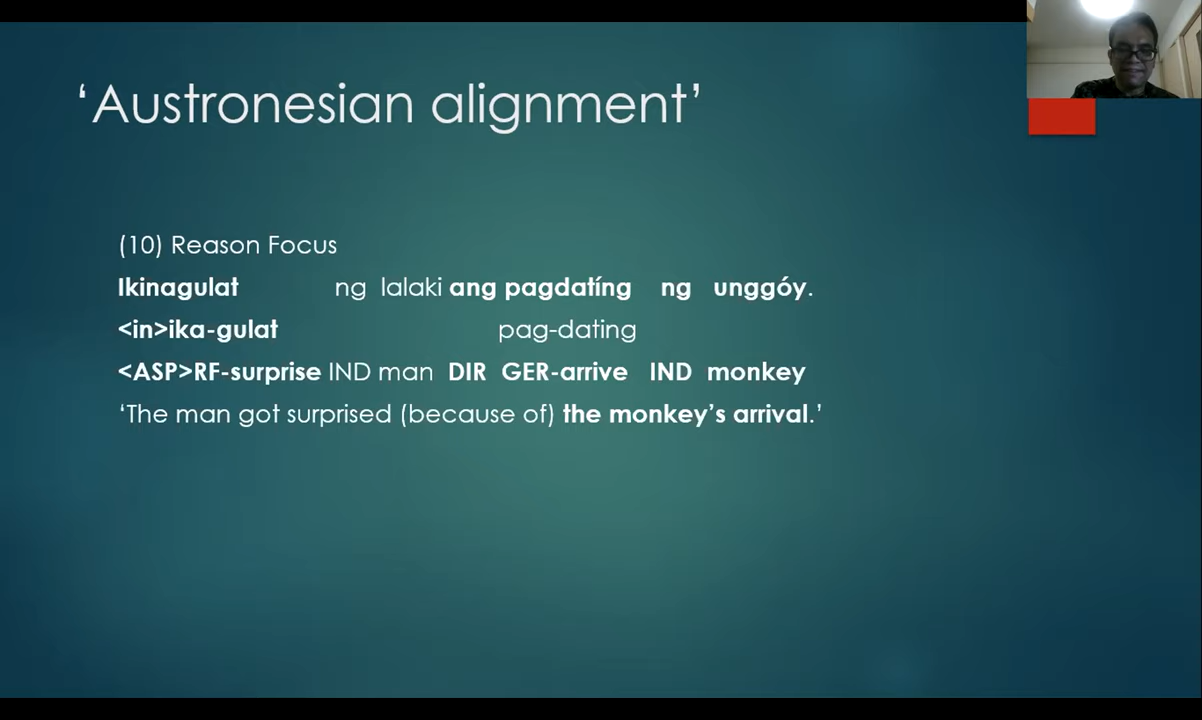 ‘Austronesian alignment’
(10) Reason Focus
Ikinagulat ng lalaki ang pagdatíng ng unggóy.
<in>ika-gulat pag-dating
<ASP>RF-surprise IND man DIR GER-arrive IND monkey
‘The man got surprised (because of) the monkey’s arrival.’